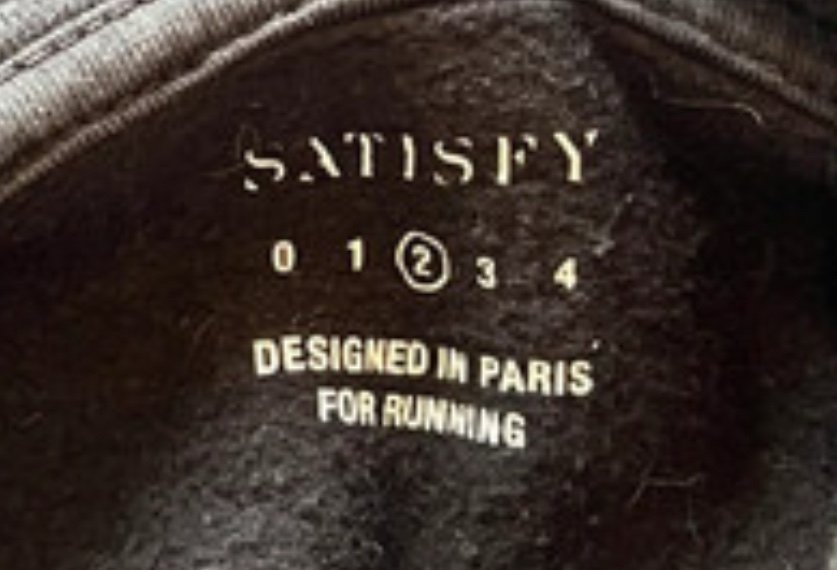 SATISFY
0 1 2 3 4
DESIGNED IN PARIS
FOR RUNNING